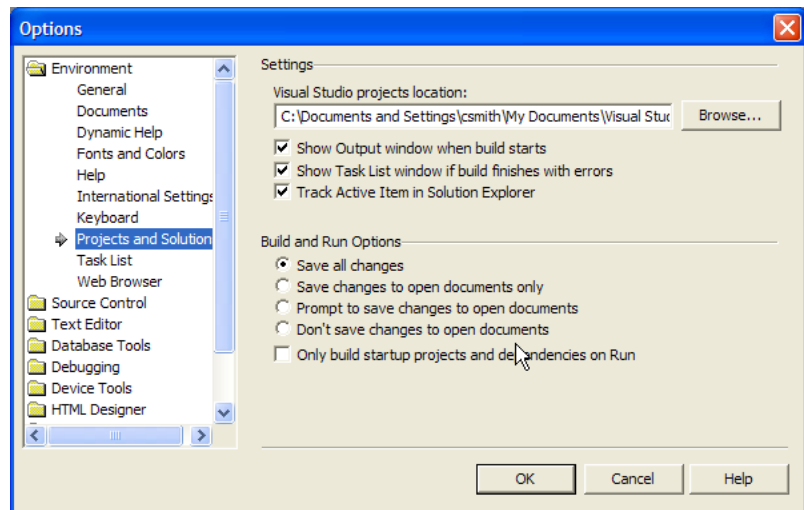 Options
Environment
General
Documents
Dynamic Help
Fonts and Colors
Help
International Settings
Keyboard
Projects and Solution
Task List
Web Browser
Source Control
Text Editor
Database Tools
Debugging
Device Tools
HTML Designer
Settings
Visual Studio projects location:
C:\Documents and Settings\csmith\My Documents\Visual Stud
Browse...
Show Output window when build starts
Show Task List window if build finishes with errors
Track Active Item in Solution Explorer
Build and Run Options
Save all changes
Save changes to open documents only
Prompt to save changes to open documents
Don't save changes to open documents
Only build startup projects and dependencies on Run
OK
Cancel
Help